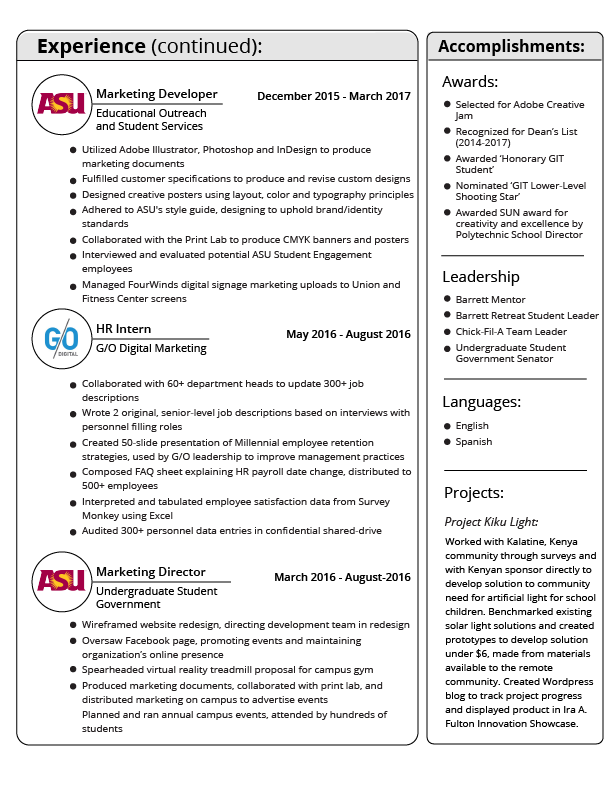 Experience (continued):
ASU
Marketing Developer
December 2015 - March 2017
Educational Outreach
and Student Services
● Utilized Adobe Illustrator, Photoshop and InDesign to produce
marketing documents
● Fulfilled customer specifications to produce and revise custom designs
● Designed creative posters using layout, color and typography principles
● Adhered to ASU's style guide, designing to uphold brand/identity
standards
● Collaborated with the Print Lab to produce CMYK banners and posters
● Interviewed and evaluated potential ASU Student Engagement
employees
● Managed FourWinds digital signage marketing uploads to Union and
Fitness Center screens
G/O
DIGITAL
HR Intern
May 2016 - August 2016
G/O Digital Marketing
● Collaborated with 60+ department heads to update 300+ job
descriptions
● Wrote 2 original, senior-level job descriptions based on interviews with
personnel filling roles
● Created 50-slide presentation of Millennial employee retention
strategies, used by G/O leadership to improve management practices
● Composed FAQ sheet explaining HR payroll date change, distributed to
500+ employees
● Interpreted and tabulated employee satisfaction data from Survey
Monkey using Excel
● Audited 300+ personnel data entries in confidential shared-drive
ASU
Marketing Director
March 2016 - August-2016
Undergraduate Student
Government
● Wireframed website redesign, directing development team in redesign
● Oversaw Facebook page, promoting events and maintaining
organization's online presence
● Spearheaded virtual reality treadmill proposal for campus gym
● Produced marketing documents, collaborated with print lab, and
distributed marketing on campus to advertise events
Planned and ran annual campus events, attended by hundreds of
students
Accomplishments:
Awards:
● Selected for Adobe Creative
Jam
● Recognized for Dean's List
(2014-2017)
● Awarded 'Honorary GIT
Student'
● Nominated 'GIT Lower-Level
Shooting Star'
● Awarded SUN award for
creativity and excellence by
Polytechnic School Director
Leadership
● Barrett Mentor
● Barrett Retreat Student Leader
● Chick-Fil-A Team Leader
● Undergraduate Student
Government Senator
Languages:
● English
● Spanish
Projects:
Project Kiku Light:
Worked with Kalatine, Kenya
community through surveys and
with Kenyan sponsor directly to
develop solution to community
need for artificial light for school
children. Benchmarked existing
solar light solutions and created
prototypes to develop solution
under $6, made from materials
available to the remote
community. Created Wordpress
blog to track project progress
and displayed product in Ira A.
Fulton Innovation Showcase.